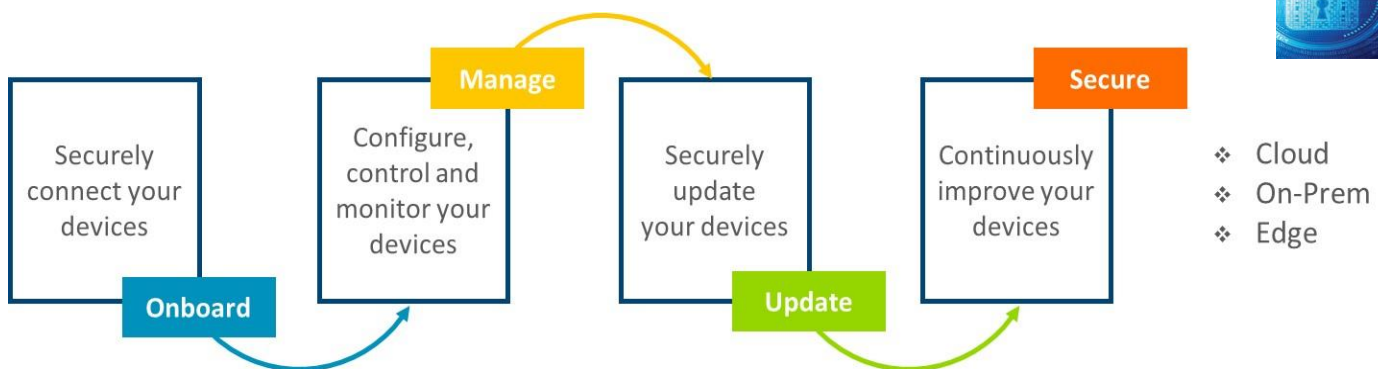 Securely
connect your
devices
Onboard
Manage
Configure,
control and
monitor your
devices
Securely
update
your devices
Update
Secure
Continuously
improve your
devices
❖ Cloud
❖ On-Prem
❖ Edge